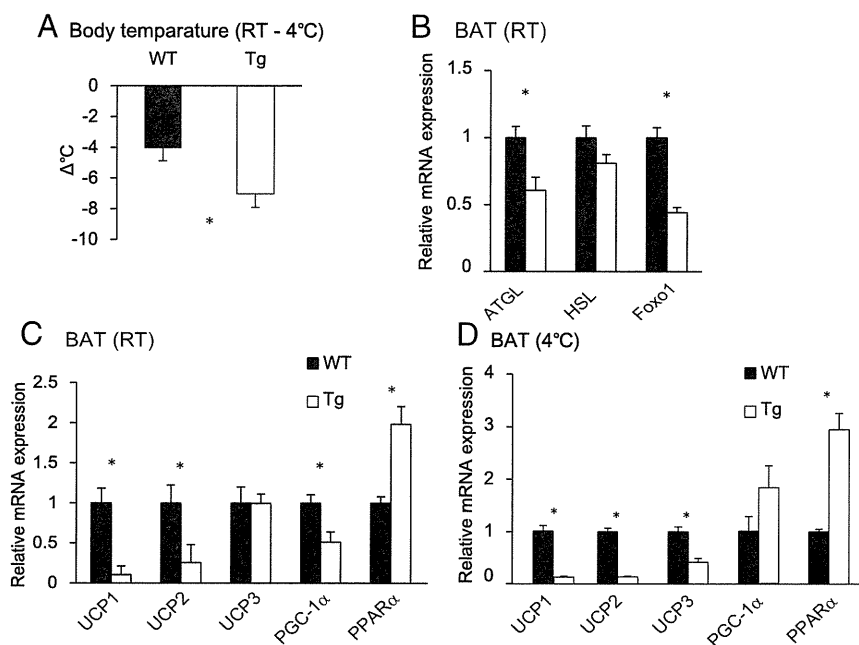 A Body temparature (RT - 4°C)
WT Tg
0
-2
-4
-6
-8
-10
Δ°C
*
B BAT (RT)
Relative mRNA expression
1.5
1
0.5
0
* *
ATGL HSL Foxo1
C BAT (RT)
Relative mRNA expression
2.5
2
1.5
1
0.5
0
WT
Tg
* * * *
UCP1 UCP2 UCP3 PGC-1α PPARα
D BAT (4°C)
Relative mRNA expression
4
3
2
1
0
WT
Tg
* * * *
UCP1 UCP2 UCP3 PGC-1α PPARα